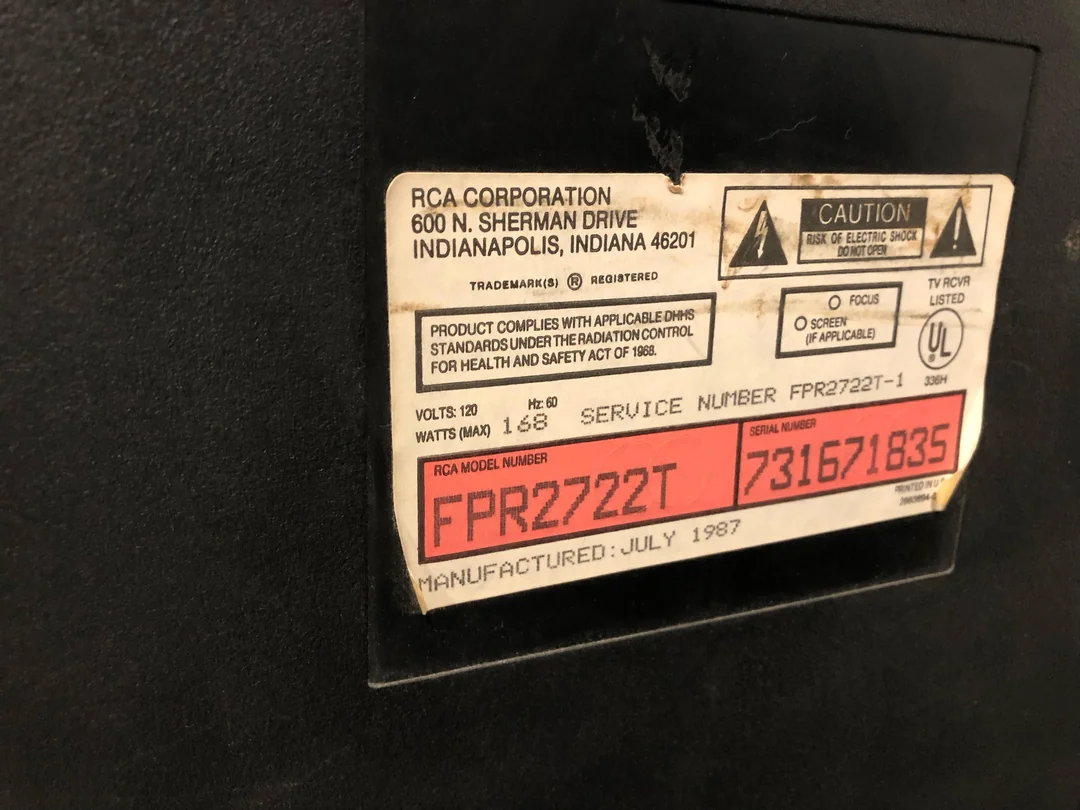 RCA CORPORATION
600 N. SHERMAN DRIVE
INDIANAPOLIS, INDIANA 46201
TRADEMARK(S) ® REGISTERED
CAUTION
RISK OF ELECTRIC SHOCK
DO NOT OPEN
PRODUCT COMPLIES WITH APPLICABLE DHHS
STANDARDS UNDER THE RADIATION CONTROL
FOR HEALTH AND SAFETY ACT OF 1968.
FOCUS
SCREEN
(IF APPLICABLE)
TV RCVR
LISTED
UL
®
336H
VOLTS: 120 Hz: 60
WATTS (MAX) 168 SERVICE NUMBER FPR2722T-1
RCA MODEL NUMBER
FPR2722T
SERIAL NUMBER
731671835
PRINTED IN
MANUFACTURED: JULY 1987